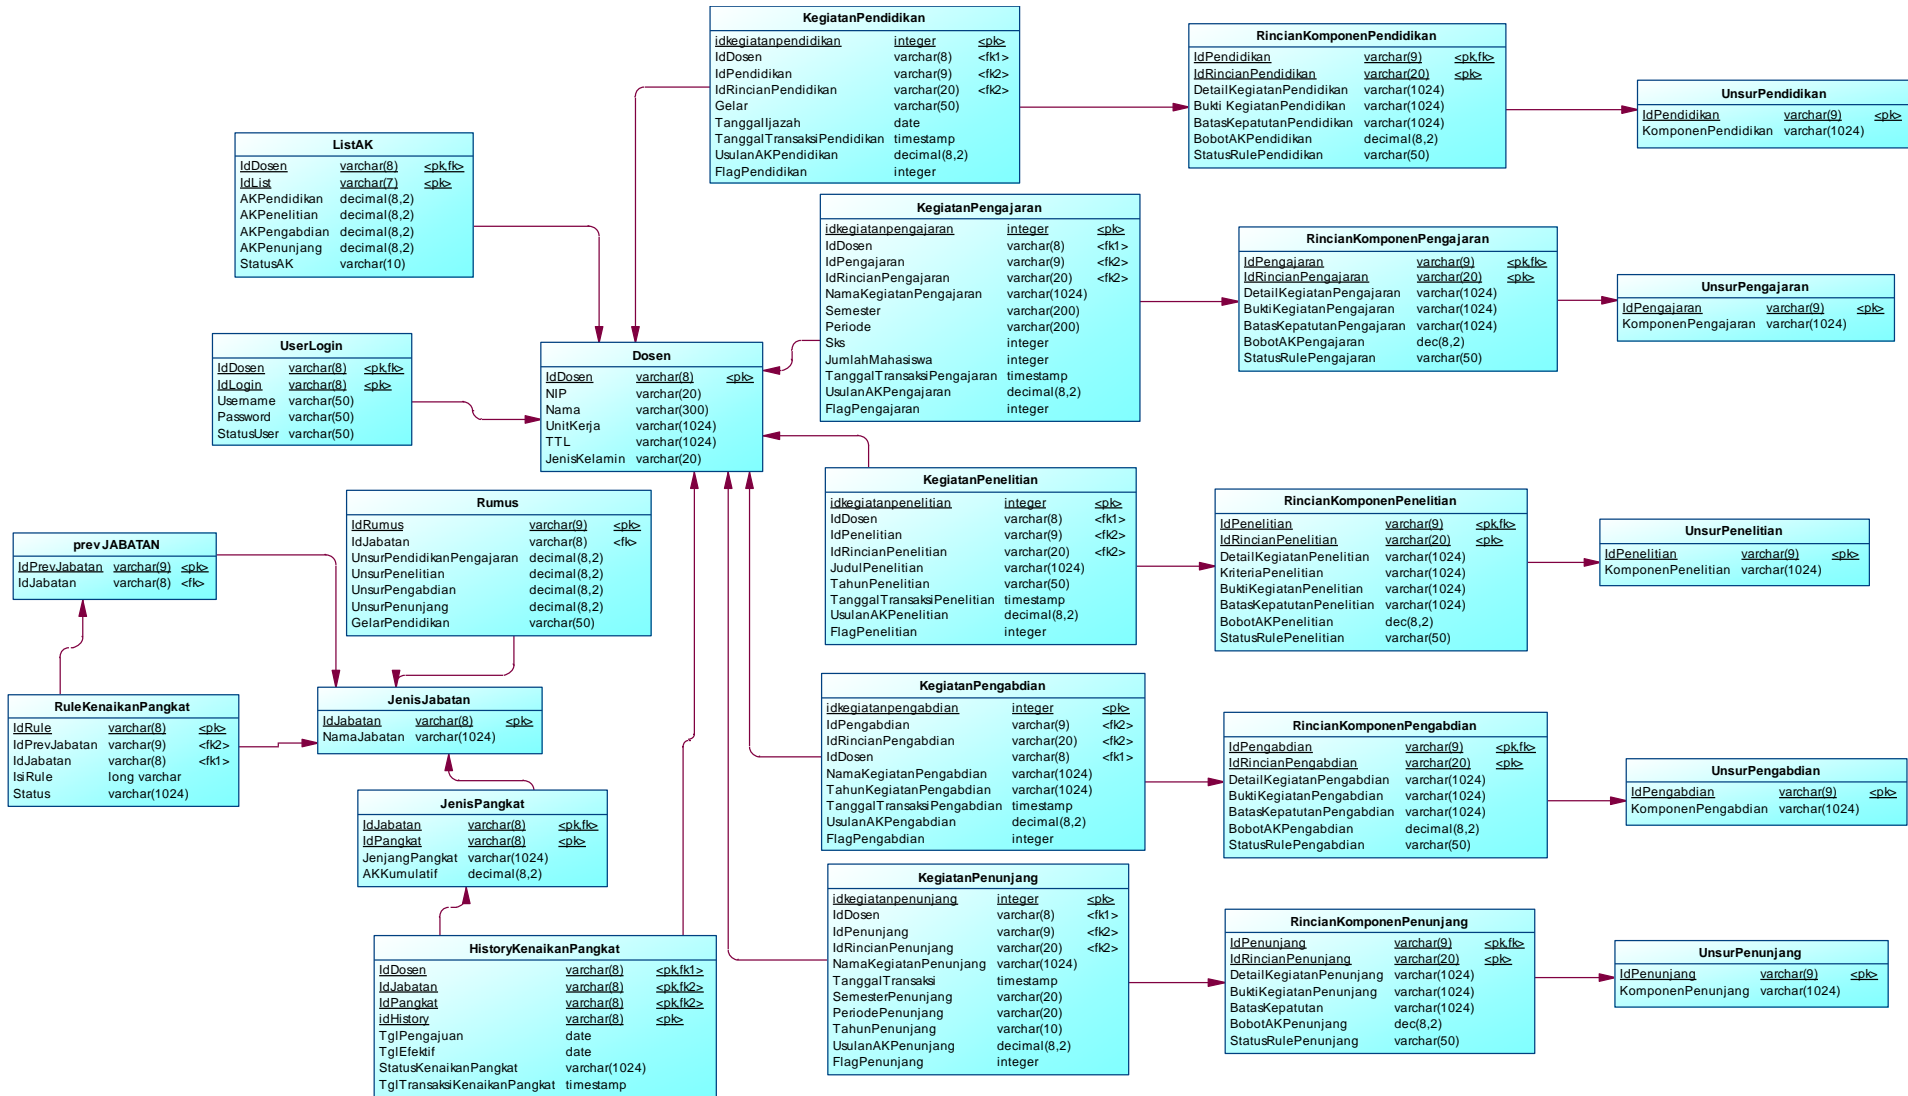 KegiatanPendidikan
idkegiatanpendidikan integer <pk>
IdDosen varchar(8) <fk1>
IdPendidikan varchar(9) <fk2>
IdRincianPendidikan varchar(20) <fk2>
Gelar varchar(50)
TanggalIjazah date
TanggalTransaksiPendidikan timestamp
UsulanAKPendidikan decimal(8,2)
FlagPendidikan integer
RincianKomponenPendidikan
IdPendidikan varchar(9) <pk,fk>
IdRincianPendidikan varchar(20) <pk>
DetailKegiatanPendidikan varchar(1024)
Bukti KegiatanPendidikan varchar(1024)
BatasKepatutanPendidikan varchar(1024)
BobotAKPendidikan decimal(8,2)
StatusRulePendidikan varchar(50)
UnsurPendidikan
IdPendidikan varchar(9) <pk>
KomponenPendidikan varchar(1024)
ListAK
IdDosen varchar(8) <pk,fk>
IdList varchar(7) <pk>
AKPendidikan decimal(8,2)
AKPenelitian decimal(8,2)
AKPengabdian decimal(8,2)
AKPenunjang decimal(8,2)
StatusAK varchar(10)
KegiatanPengajaran
idkegiatanpengajaran integer <pk>
IdDosen varchar(8) <fk1>
IdPengajaran varchar(9) <fk2>
IdRincianPengajaran varchar(20) <fk2>
NamaKegiatanPengajaran varchar(1024)
Semester varchar(200)
Periode varchar(200)
Sks integer
JumlahMahasiswa integer
TanggalTransaksiPengajaran timestamp
UsulanAKPengajaran decimal(8,2)
FlagPengajaran integer
RincianKomponenPengajaran
IdPengajaran varchar(9) <pk,fk>
IdRincianPengajaran varchar(20) <pk>
DetailKegiatanPengajaran varchar(1024)
BuktiKegiatanPengajaran varchar(1024)
BatasKepatutanPengajaran varchar(1024)
BobotAKPengajaran dec(8,2)
StatusRulePengajaran varchar(50)
UnsurPengajaran
IdPengajaran varchar(9) <pk>
KomponenPengajaran varchar(1024)
UserLogin
IdDosen varchar(8) <pk,fk>
IdLogin varchar(8) <pk>
Username varchar(50)
Password varchar(50)
StatusUser varchar(50)
Dosen
IdDosen varchar(8) <pk>
NIP varchar(20)
Nama varchar(300)
UnitKerja varchar(1024)
TTL varchar(1024)
JenisKelamin varchar(20)
KegiatanPenelitian
idkegiatanpenelitian integer <pk>
IdDosen varchar(8) <fk1>
IdPenelitian varchar(9) <fk2>
IdRincianPenelitian varchar(20) <fk2>
JudulPenelitian varchar(1024)
TahunPenelitian varchar(50)
TanggalTransaksiPenelitian timestamp
UsulanAKPenelitian decimal(8,2)
FlagPenelitian integer
RincianKomponenPenelitian
IdPenelitian varchar(9) <pk,fk>
IdRincianPenelitian varchar(20) <pk>
DetailKegiatanPenelitian varchar(1024)
KriteriaPenelitian varchar(1024)
BuktiKegiatanPenelitian varchar(1024)
BatasKepatutanPenelitian varchar(1024)
BobotAKPenelitian dec(8,2)
StatusRulePenelitian varchar(50)
UnsurPenelitian
IdPenelitian varchar(9) <pk>
KomponenPenelitian varchar(1024)
Rumus
IdRumus varchar(9) <pk>
IdJabatan varchar(8) <fk>
UnsurPendidikanPengajaran decimal(8,2)
UnsurPenelitian decimal(8,2)
UnsurPengabdian decimal(8,2)
UnsurPenunjang decimal(8,2)
GelarPendidikan varchar(50)
prevJABATAN
IdPrevJabatan varchar(9) <pk>
IdJabatan varchar(8) <fk>
RuleKenaikanPangkat
IdRule varchar(8) <pk>
IdPrevJabatan varchar(9) <fk2>
IdJabatan varchar(8) <fk1>
IsiRule long varchar
Status varchar(1024)
JenisJabatan
IdJabatan varchar(8) <pk>
NamaJabatan varchar(1024)
JenisPangkat
IdJabatan varchar(8) <pk,fk>
IdPangkat varchar(8) <pk>
JenjangPangkat varchar(1024)
AKKumulatif decimal(8,2)
HistoryKenaikanPangkat
IdDosen varchar(8) <pk,fk1>
IdJabatan varchar(8) <pk,fk2>
IdPangkat varchar(8) <pk,fk2>
idHistory varchar(8) <pk>
TglPengajuan date
TglEfektif date
StatusKenaikanPangkat varchar(1024)
TglTransaksiKenaikanPangkat timestamp
KegiatanPengabdian
idkegiatanpengabdian integer <pk>
IdPengabdian varchar(9) <fk2>
IdRincianPengabdian varchar(20) <fk2>
IdDosen varchar(8) <fk1>
NamaKegiatanPengabdian varchar(1024)
TahunKegiatanPengabdian varchar(1024)
TanggalTransaksiPengabdian timestamp
UsulanAKPengabdian decimal(8,2)
FlagPengabdian integer
RincianKomponenPengabdian
IdPengabdian varchar(9) <pk,fk>
IdRincianPengabdian varchar(20) <pk>
DetailKegiatanPengabdian varchar(1024)
BuktiKegiatanPengabdian varchar(1024)
BatasKepatutanPengabdian varchar(1024)
BobotAKPengabdian decimal(8,2)
StatusRulePengabdian varchar(50)
UnsurPengabdian
IdPengabdian varchar(9) <pk>
KomponenPengabdian varchar(1024)
KegiatanPenunjang
idkegiatanpenunjang integer <pk>
IdDosen varchar(8) <fk1>
IdPenunjang varchar(9) <fk2>
IdRincianPenunjang varchar(20) <fk2>
NamaKegiatanPenunjang varchar(1024)
TanggalTransaksi timestamp
SemesterPenunjang varchar(20)
PeriodePenunjang varchar(20)
TahunPenunjang varchar(10)
UsulanAKPenunjang decimal(8,2)
FlagPenunjang integer
RincianKomponenPenunjang
IdPenunjang varchar(9) <pk,fk>
IdRincianPenunjang varchar(20) <pk>
DetailKegiatanPenunjang varchar(1024)
BuktiKegiatanPenunjang varchar(1024)
BatasKepatutan varchar(1024)
BobotAKPenunjang dec(8,2)
StatusRulePenunjang varchar(50)
UnsurPenunjang
IdPenunjang varchar(9) <pk>
KomponenPenunjang varchar(1024)